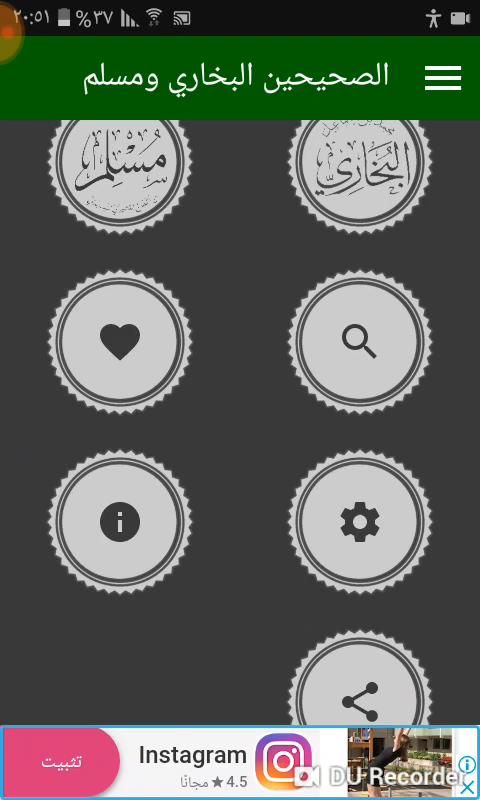 ٢٠:٥١
%٣٧
الصحيحين البخاري ومسلم
البخاري
مسلم
Instagram
4.5 ★ مجانًا
تثبيت
DU Recorder